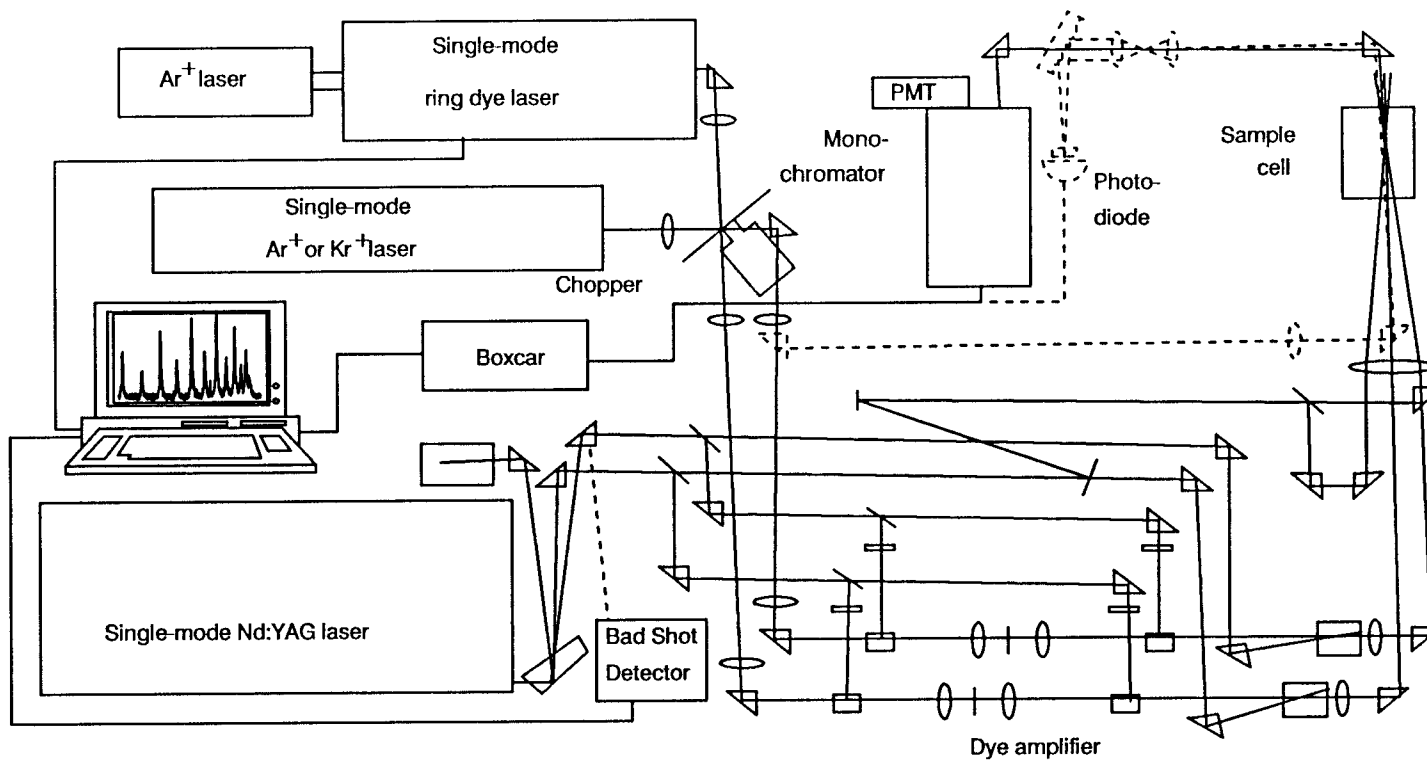 Single-mode
Ar+ laser
ring dye laser
PMT
Mono-
chromator
Sample
cell
Photo-
diode
Single-mode
Ar+ or Kr+ laser
Chopper
Boxcar
Single-mode Nd:YAG laser
Bad Shot
Detector
Dye amplifier